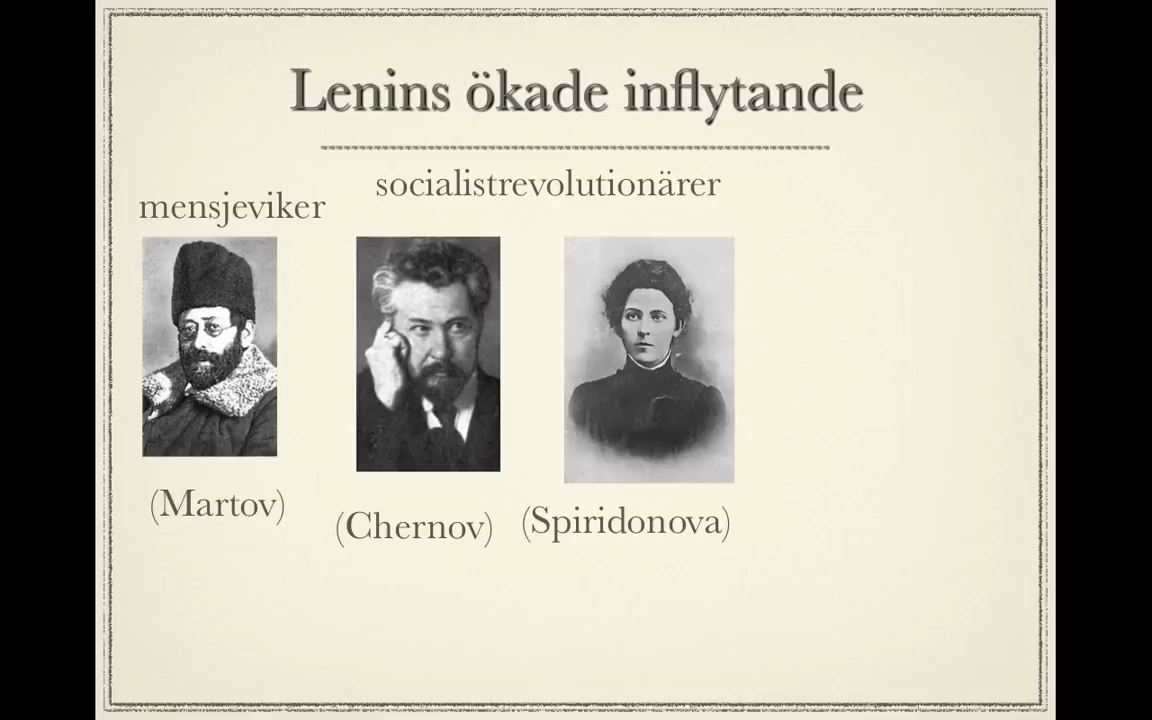 Lenins ökade inflytande
socialistrevolutionärer
mensjeviker
(Martov)
(Chernov)
(Spiridonova)